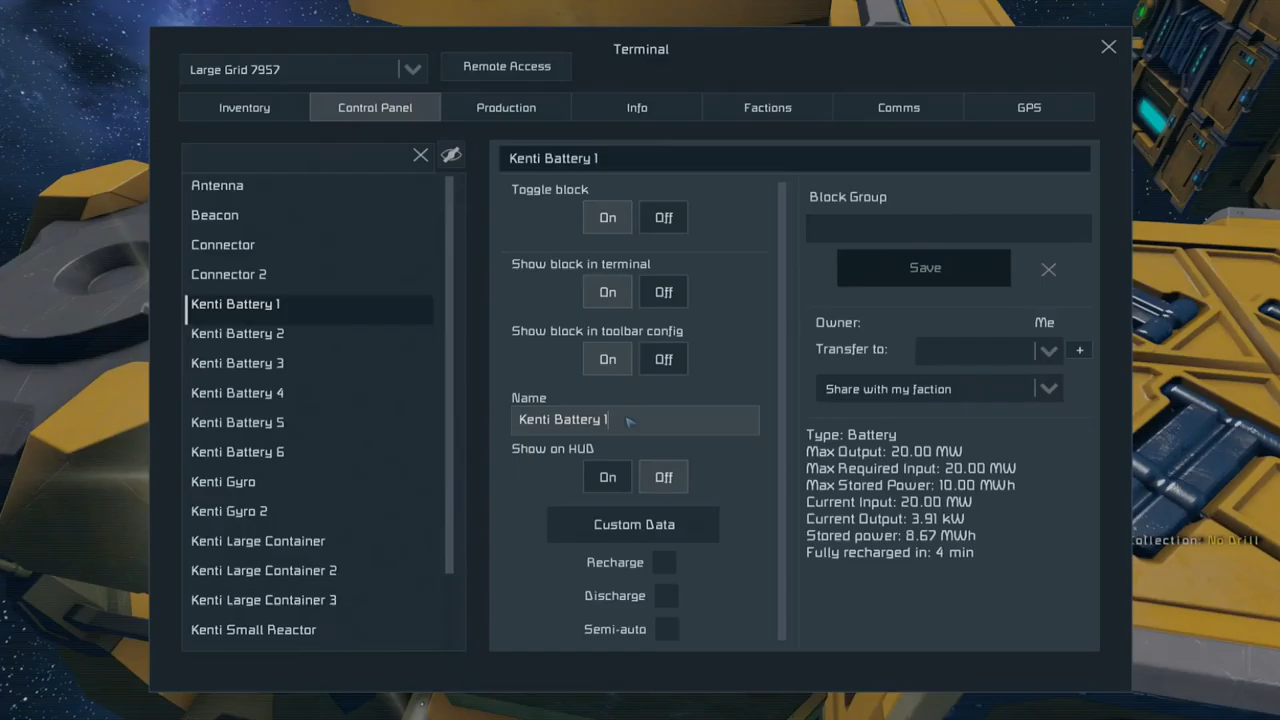 Terminal
Large Grid 7957
Remote Access
Inventory
Control Panel
Production
Info
Factions
Comms
GPS
Antenna
Beacon
Connector
Connector 2
Kenti Battery 1
Kenti Battery 2
Kenti Battery 3
Kenti Battery 4
Kenti Battery 5
Kenti Battery 6
Kenti Gyro
Kenti Gyro 2
Kenti Large Container
Kenti Large Container 2
Kenti Large Container 3
Kenti Small Reactor
Kenti Battery 1
Toggle block
On Off
Show block in terminal
On Off
Show block in toolbar config
On Off
Name
Kenti Battery 1
Show on HUD
On Off
Custom Data
Recharge
Discharge
Semi-auto
Block Group
Save
Owner: Me
Transfer to: +
Share with my faction
Type: Battery
Max Output: 20.00 MW
Max Required Input: 20.00 MW
Max Stored Power: 10.00 MWh
Current Input: 20.00 MW
Current Output: 3.91 kW
Stored power: 8.67 MWh
Fully recharged in: 4 min
ollection: No Drill